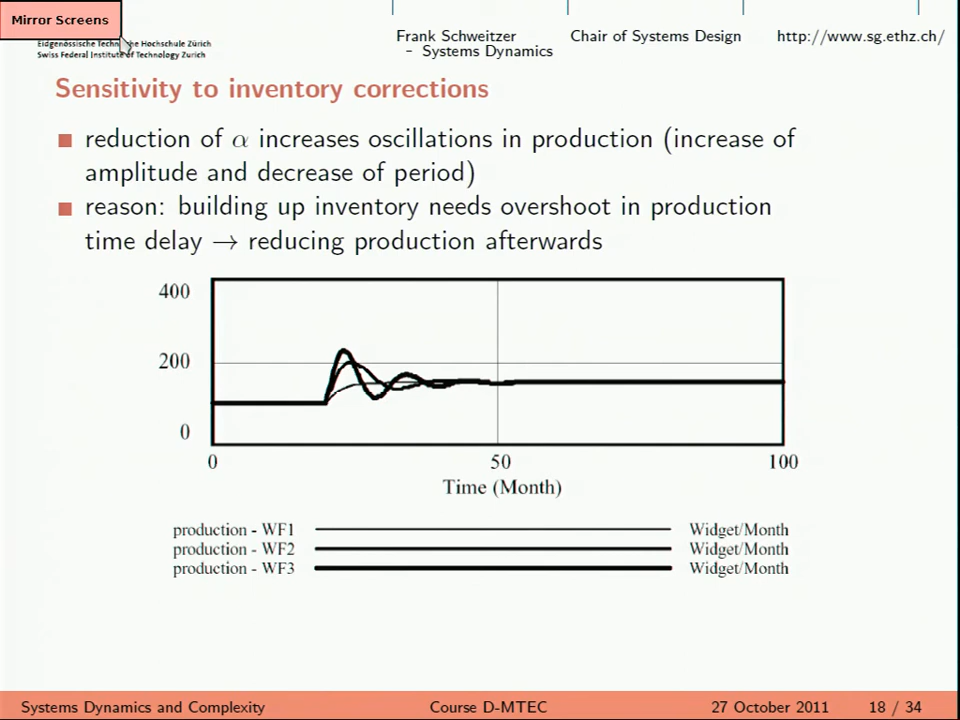 Mirror Screens
Eidgenössische Technische Hochschule Zürich
Swiss Federal Institute of Technology Zurich
Frank Schweitzer
– Systems Dynamics
Chair of Systems Design
http://www.sg.ethz.ch/
Sensitivity to inventory corrections
reduction of α increases oscillations in production (increase of
amplitude and decrease of period)
reason: building up inventory needs overshoot in production
time delay → reducing production afterwards
400
200
0
0 50 100
Time (Month)
production - WF1 Widget/Month
production - WF2 Widget/Month
production - WF3 Widget/Month
Systems Dynamics and Complexity Course D-MTEC 27 October 2011 18 / 34